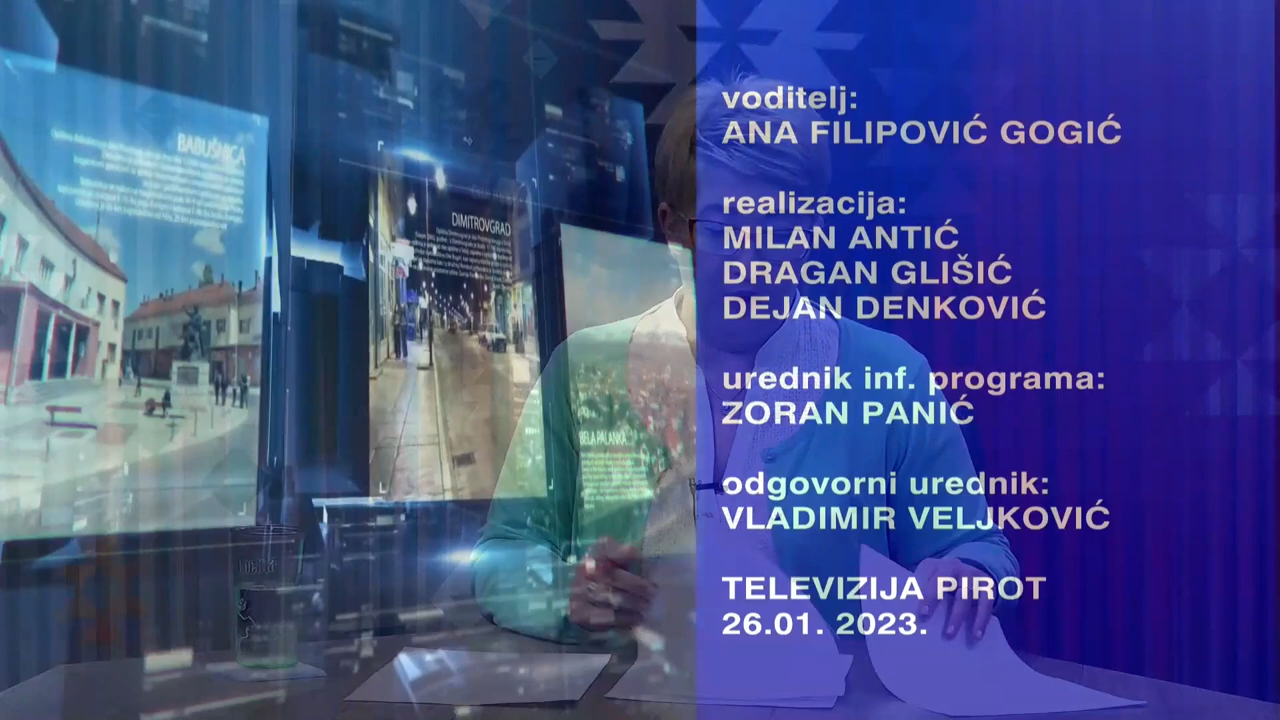 BABUŠNICA
DIMITROVGRAD
BELA PALANKA
voditelj:
ANA FILIPOVIĆ GOGIĆ
realizacija:
MILAN ANTIĆ
DRAGAN GLIŠIĆ
DEJAN DENKOVIĆ
urednik inf. programa:
ZORAN PANIĆ
odgovorni urednik:
VLADIMIR VELJKOVIĆ
TELEVIZIJA PIROT
26.01. 2023.